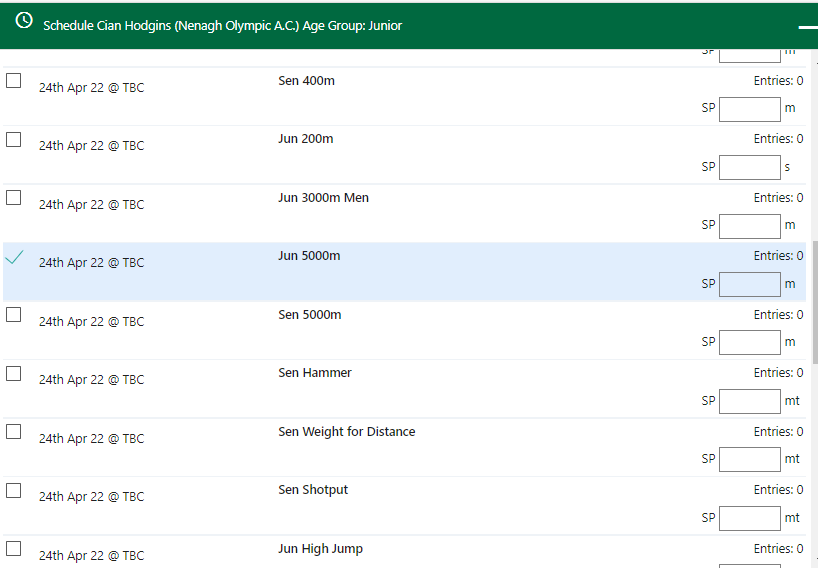 Schedule Cian Hodgins (Nenagh Olympic A.C.) Age Group: Junior
SP m
Sen 400m Entries: 0
24th Apr 22 @ TBC
SP m
Jun 200m Entries: 0
24th Apr 22 @ TBC
SP s
Jun 3000m Men Entries: 0
24th Apr 22 @ TBC
SP m
Jun 5000m Entries: 0
24th Apr 22 @ TBC
SP m
Sen 5000m Entries: 0
24th Apr 22 @ TBC
SP m
Sen Hammer Entries: 0
24th Apr 22 @ TBC
SP mt
Sen Weight for Distance Entries: 0
24th Apr 22 @ TBC
SP mt
Sen Shotput Entries: 0
24th Apr 22 @ TBC
SP mt
Jun High Jump Entries: 0
24th Apr 22 @ TBC